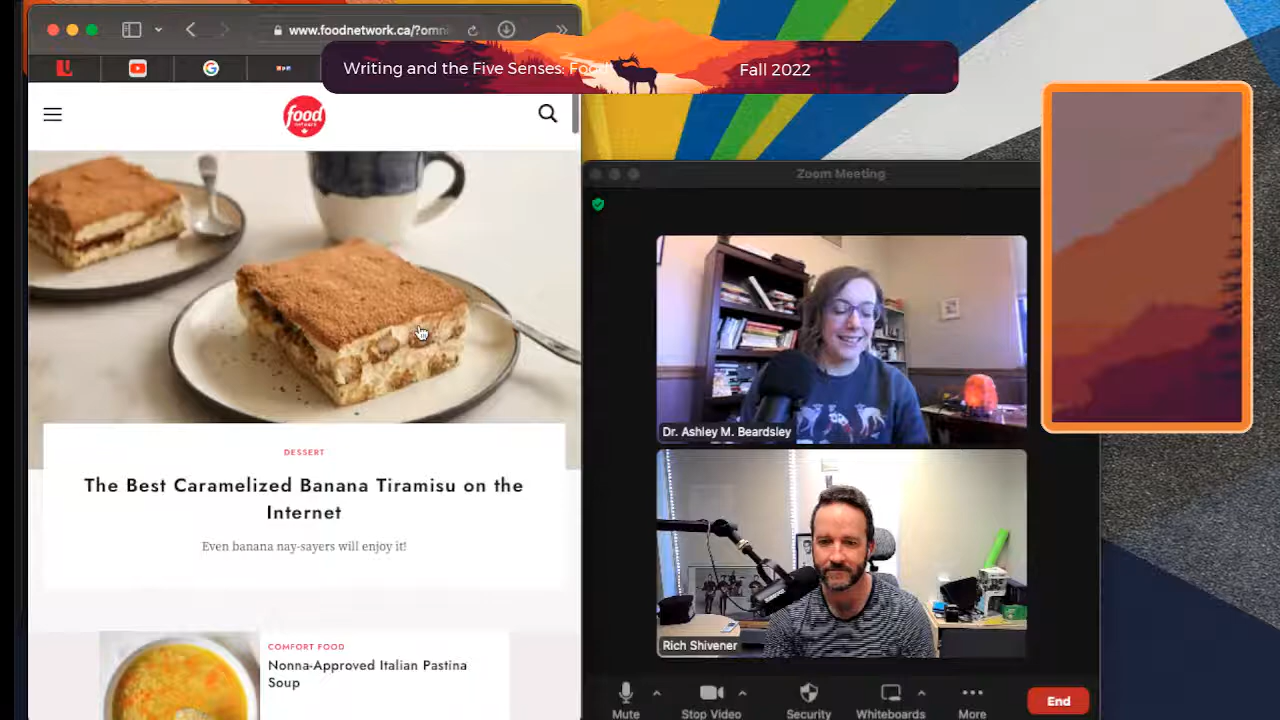 www.foodnetwork.ca/?omn
Writing and the Five Senses: Food
Fall 2022
food
Zoom Meeting
Dr. Ashley M. Beardsley
DESSERT
The Best Caramelized Banana Tiramisu on the
Internet
Even banana nay-sayers will enjoy it!
Rich Shivener
COMFORT FOOD
Nonna-Approved Italian Pastina
Soup
Mute
Stop Video
Security
Whiteboards
More
End